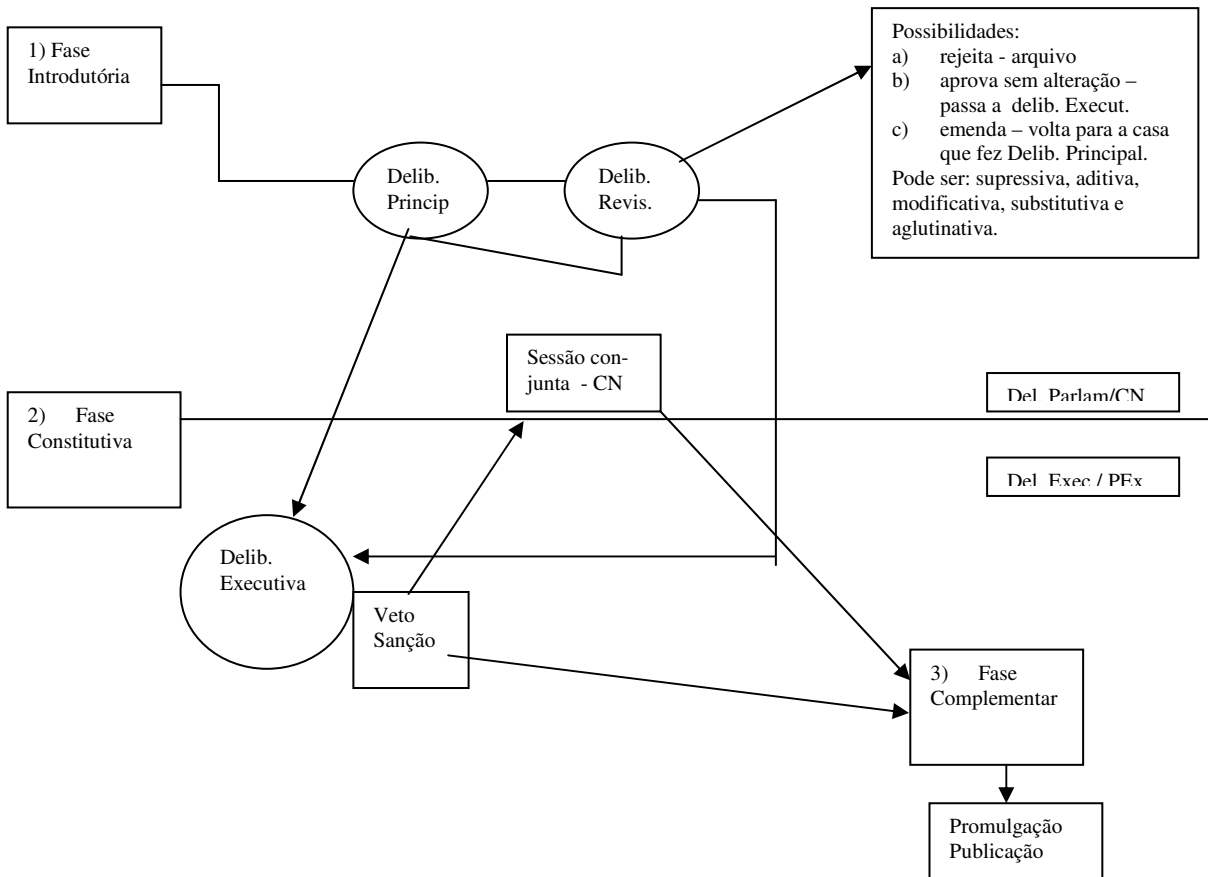 1) Fase
Introdutória
Possibilidades:
a) rejeita - arquivo
b) aprova sem alteração –
passa a delib. Execut.
c) emenda – volta para a casa
que fez Delib. Principal.
Pode ser: supressiva, aditiva,
modificativa, substitutiva e
aglutinativa.
Delib.
Princip
Delib.
Revis.
Sessão con-
junta - CN
Del. Parlam/CN
2) Fase
Constitutiva
Del. Exec / PEx
Delib.
Executiva
Veto
Sanção
3) Fase
Complementar
Promulgação
Publicação